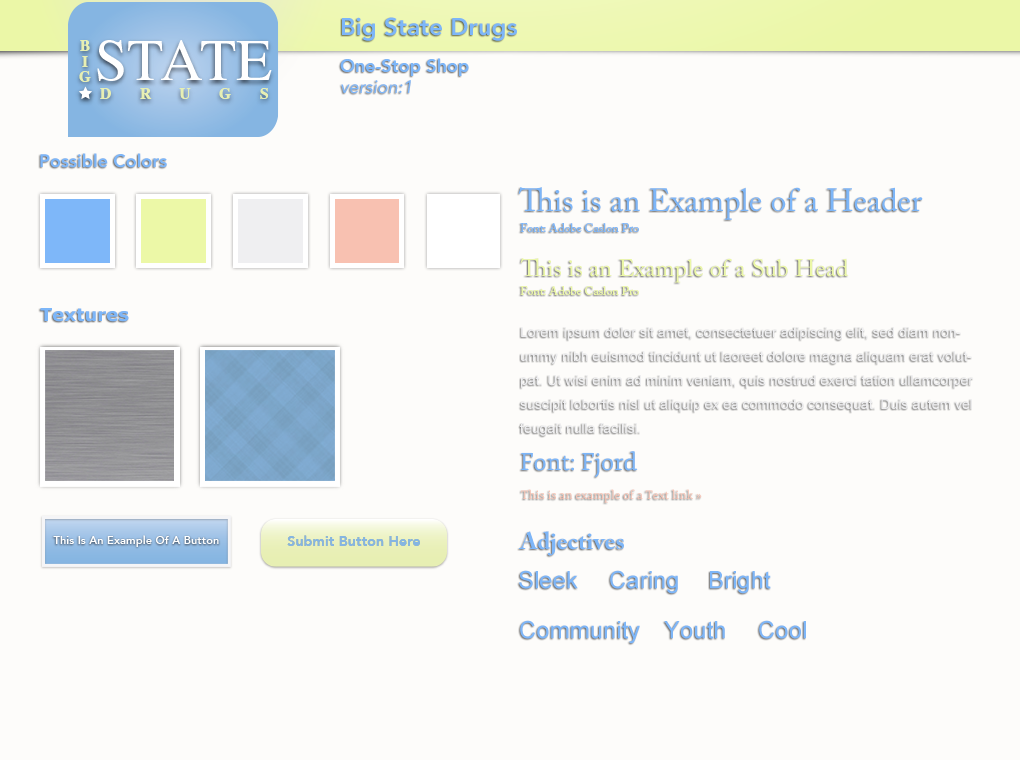 BIG
STATE
DRUGS
Big State Drugs
One-Stop Shop
version:1
Possible Colors
Textures
This Is An Example Of A Button
Submit Button Here
This is an Example of a Header
Font: Adobe Caslon Pro
This is an Example of a Sub Head
Font: Adobe Caslon Pro
Lorem ipsum dolor sit amet, consectetuer adipiscing elit, sed diam non-
ummy nibh euismod tincidunt ut laoreet dolore magna aliquam erat volut-
pat. Ut wisi enim ad minim veniam, quis nostrud exerci tation ullamcorper
suscipit lobortis nisl ut aliquip ex ea commodo consequat. Duis autem vel
feugait nulla facilisi.
Font: Fjord
This is an example of a Text link »
Adjectives
Sleek Caring Bright
Community Youth Cool